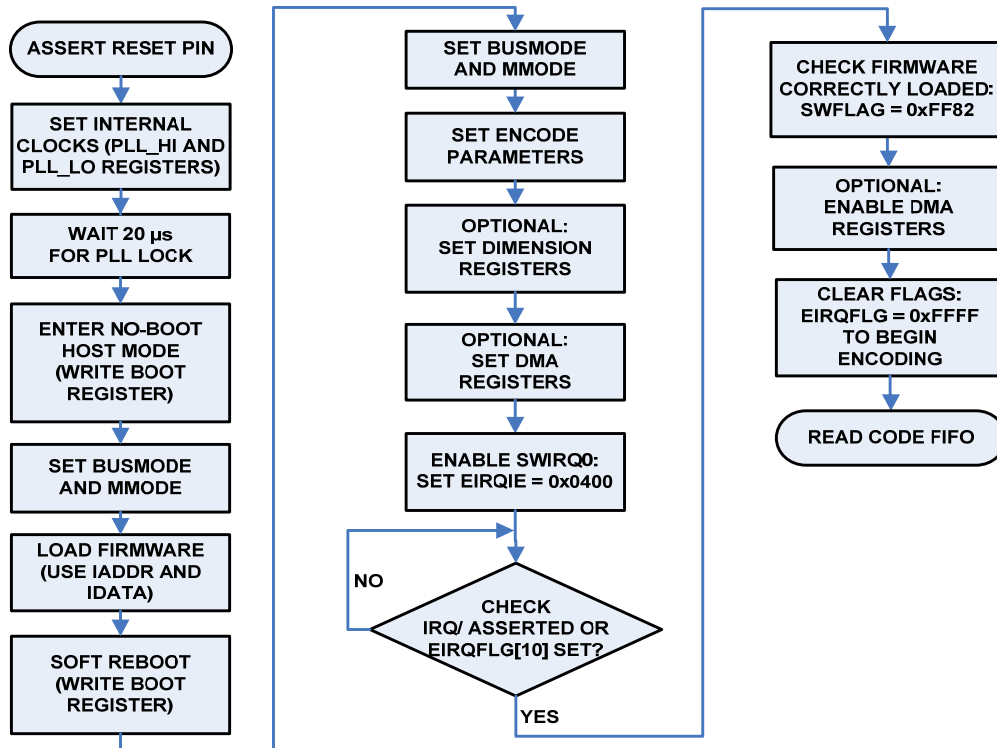 ASSERT RESET PIN
SET INTERNAL
CLOCKS (PLL_HI AND
PLL_LO REGISTERS)
WAIT 20 µs
FOR PLL LOCK
ENTER NO-BOOT
HOST MODE
(WRITE BOOT
REGISTER)
SET BUSMODE
AND MMODE
LOAD FIRMWARE
(USE IADDR AND
IDATA)
SOFT REBOOT
(WRITE BOOT
REGISTER)
SET BUSMODE
AND MMODE
SET ENCODE
PARAMETERS
OPTIONAL:
SET DIMENSION
REGISTERS
OPTIONAL:
SET DMA
REGISTERS
ENABLE SWIRQ0:
SET EIRQIE = 0x0400
NO
CHECK
IRQ/ ASSERTED OR
EIRQFLG[10] SET?
YES
CHECK FIRMWARE
CORRECTLY LOADED:
SWFLAG = 0xFF82
OPTIONAL:
ENABLE DMA
REGISTERS
CLEAR FLAGS:
EIRQFLG = 0xFFFF
TO BEGIN
ENCODING
READ CODE FIFO